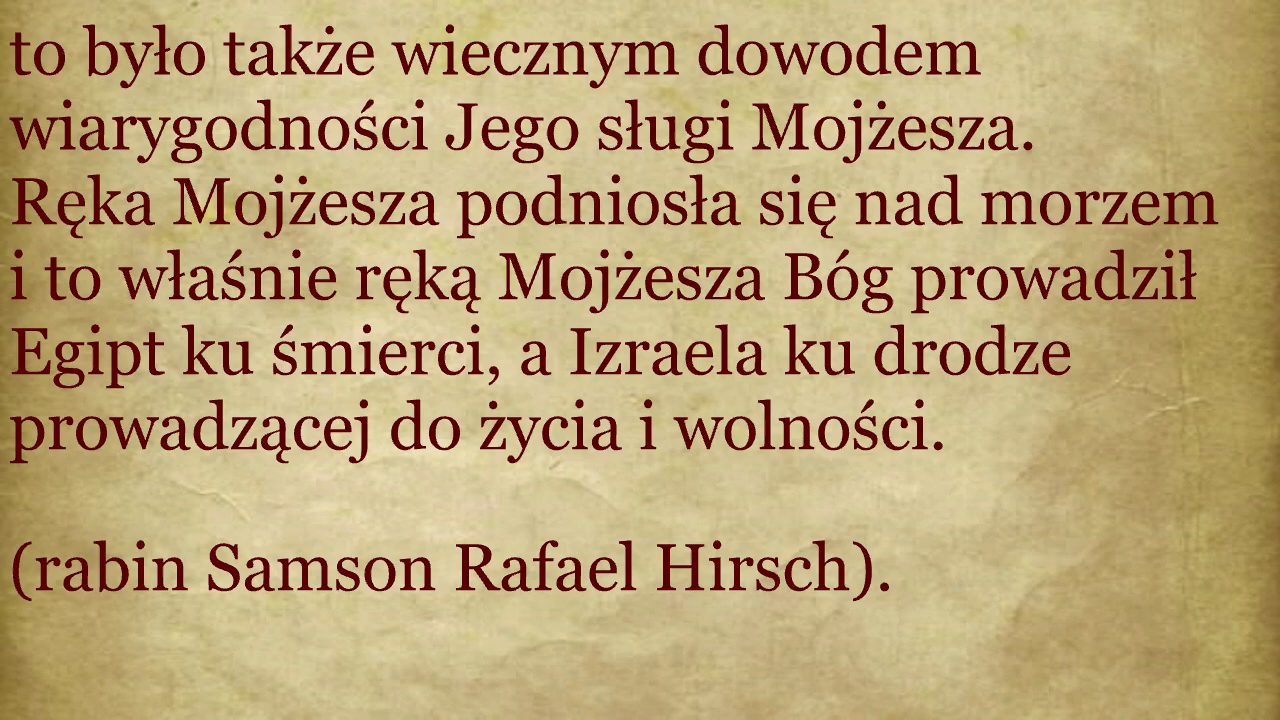 to było także wiecznym dowodem
wiarygodności Jego sługi Mojżesza.
Ręka Mojżesza podniosła się nad morzem
i to właśnie ręką Mojżesza Bóg prowadził
Egipt ku śmierci, a Izraela ku drodze
prowadzącej do życia i wolności.
(rabin Samson Rafael Hirsch).